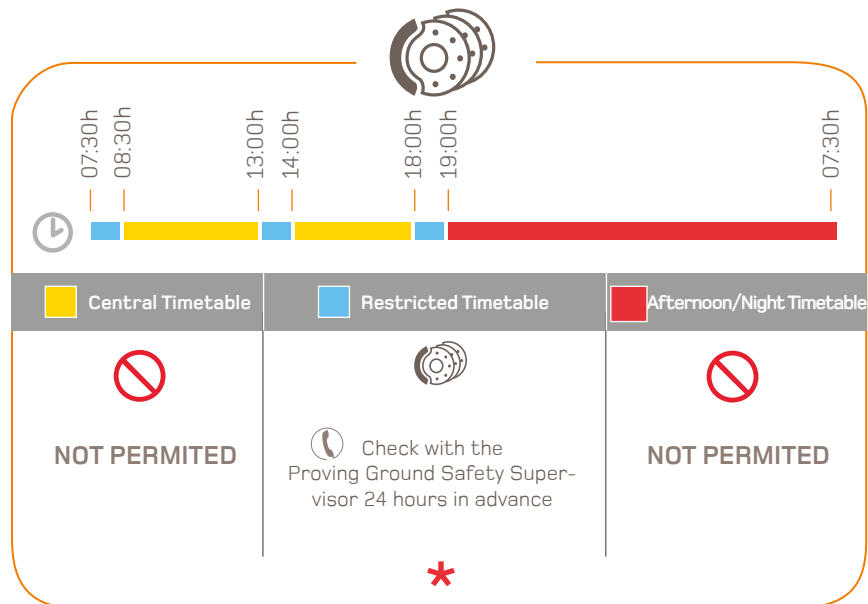 07:30h
08:30h
13:00h
14:00h
18:00h
19:00h
07:30h
Central Timetable
Restricted Timetable
Afternoon/Night Timetable
NOT PERMITED
Check with the
Proving Ground Safety Super-
visor 24 hours in advance
NOT PERMITED
*